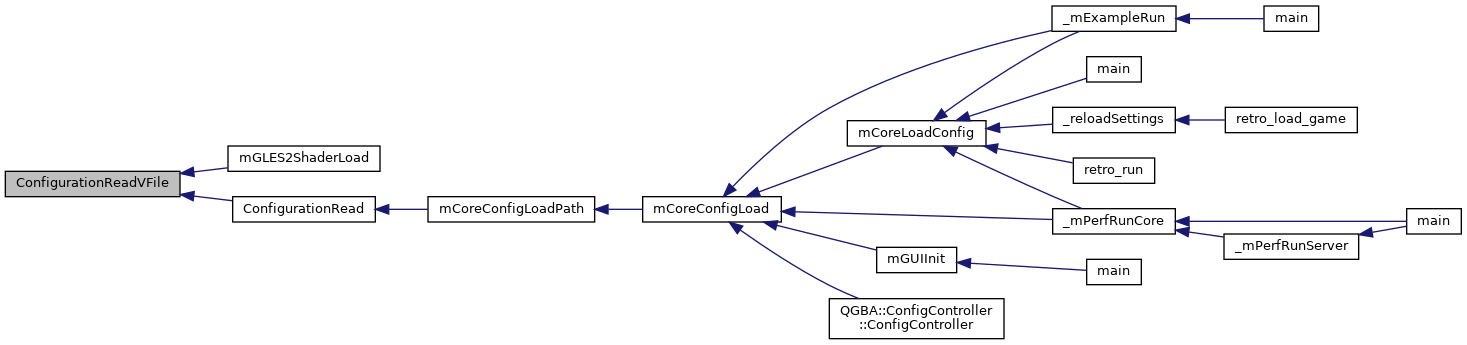 ConfigurationReadVFile
mGLES2ShaderLoad
ConfigurationRead
mCoreConfigLoadPath
mCoreConfigLoad
_mExampleRun
main
mCoreLoadConfig
main
_reloadSettings
retro_load_game
retro_run
_mPerfRunCore
main
_mPerfRunServer
mGUIInit
main
QGBA::ConfigController
::ConfigController